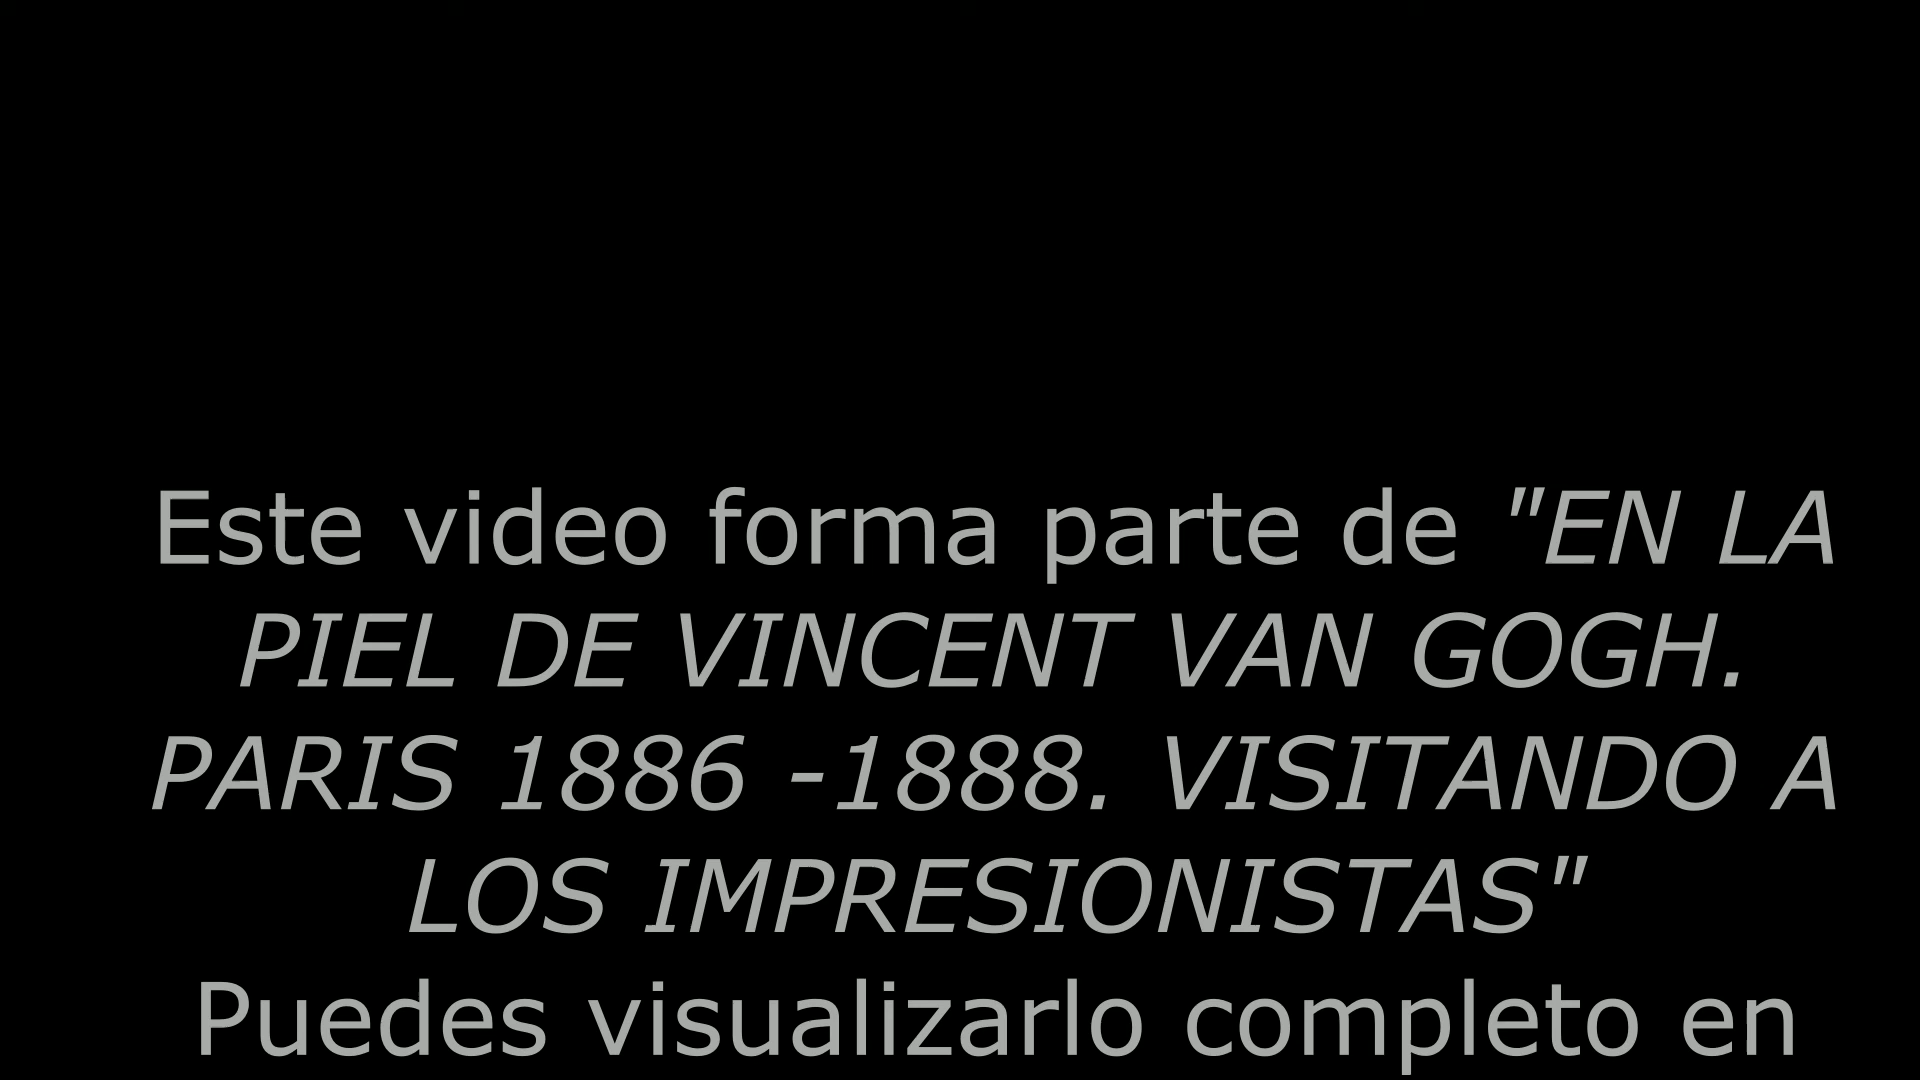 Este video forma parte de "EN LA
PIEL DE VINCENT VAN GOGH.
PARIS 1886 -1888. VISITANDO A
LOS IMPRESIONISTAS"
Puedes visualizarlo completo en